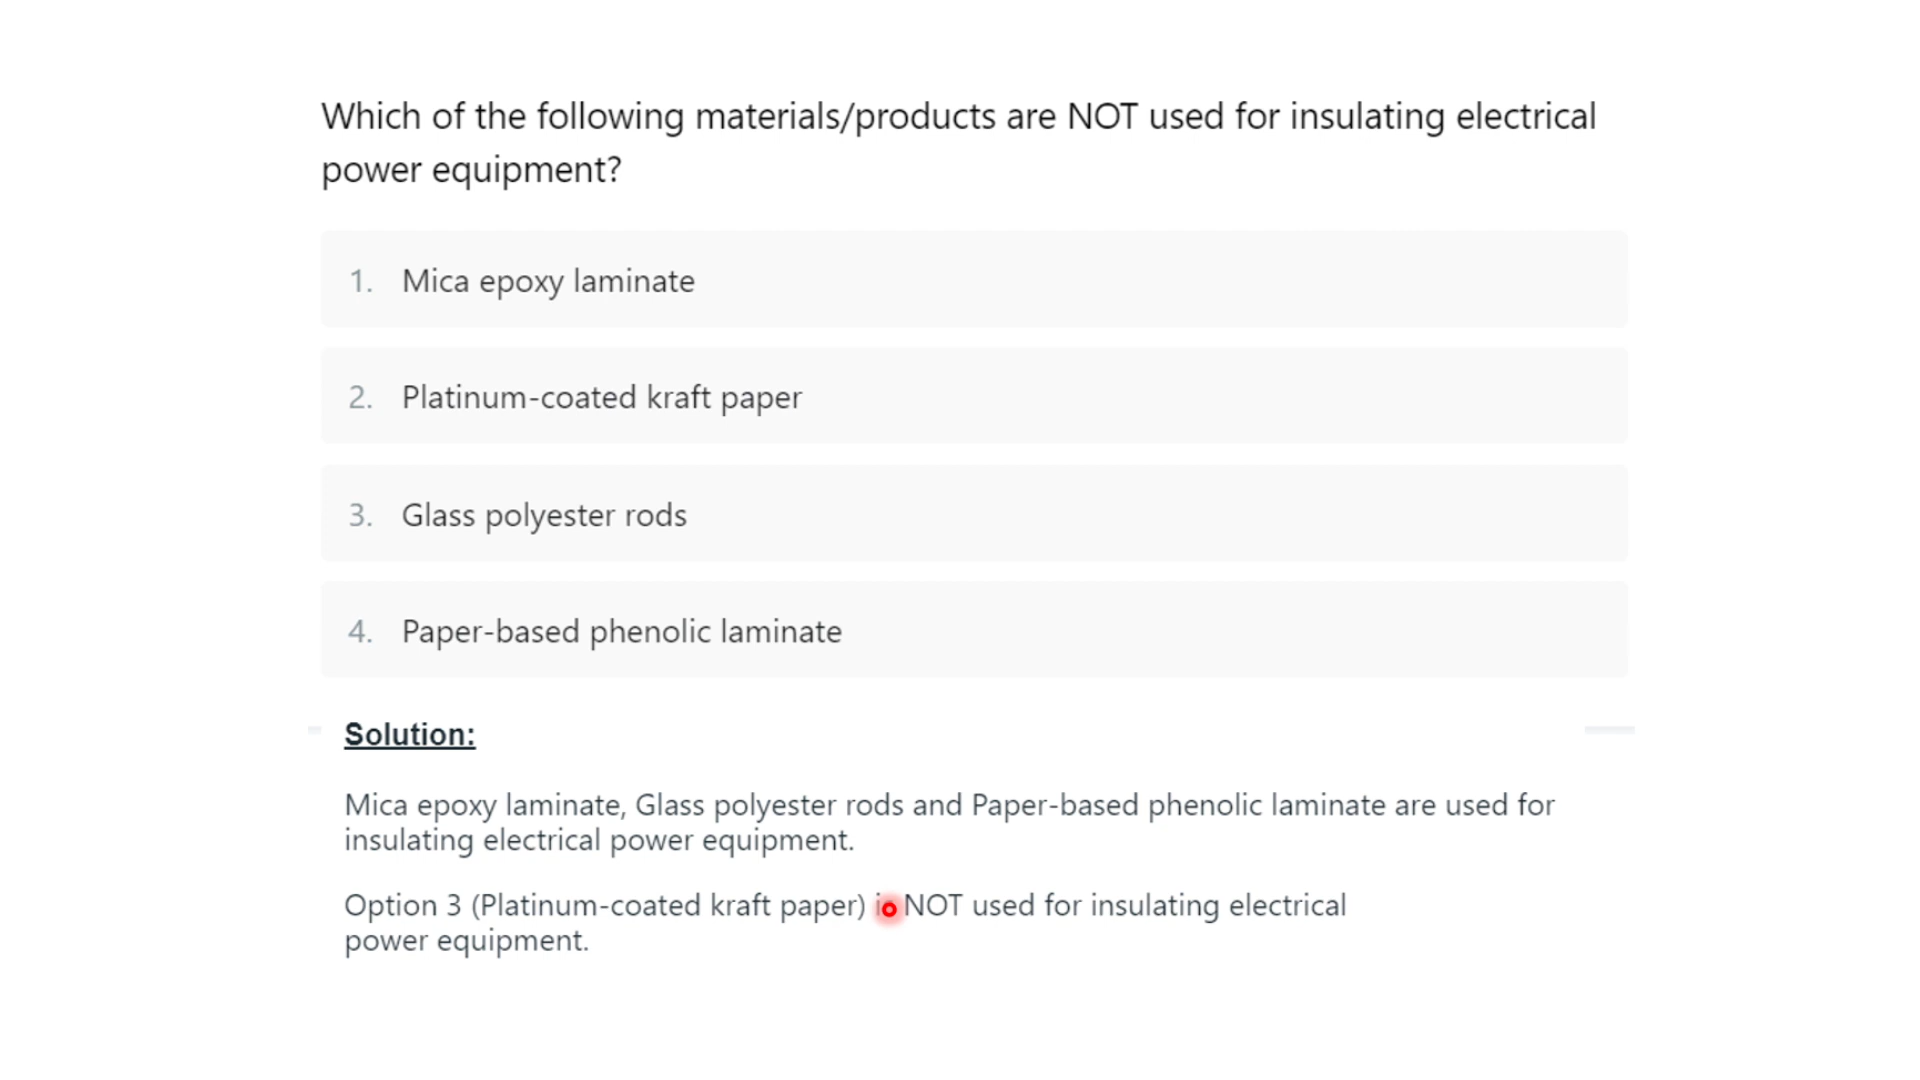 Which of the following materials/products are NOT used for insulating electrical
power equipment?
1. Mica epoxy laminate
2. Platinum-coated kraft paper
3. Glass polyester rods
4. Paper-based phenolic laminate
Solution:
Mica epoxy laminate, Glass polyester rods and Paper-based phenolic laminate are used for
insulating electrical power equipment.
Option 3 (Platinum-coated kraft paper) NOT used for insulating electrical
power equipment.